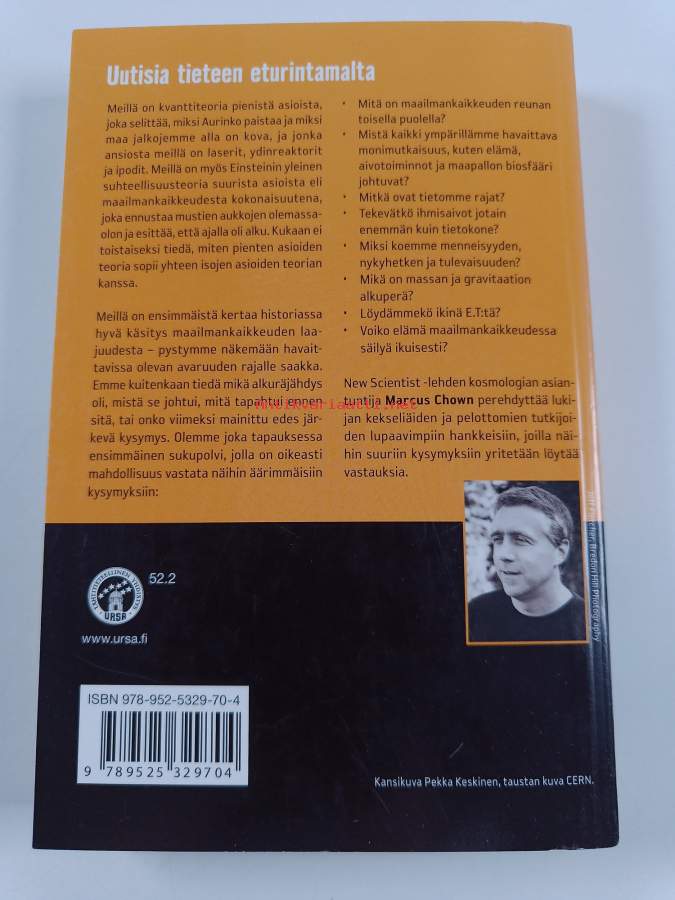 Uutisia tieteen eturintamalta
Meillä on kvanttiteoria pienistä asioista,
joka selittää, miksi Aurinko paistaa ja miksi
maa jalkojemme alla on kova, ja jonka
ansiosta meillä on laserit, ydinreaktorit
ja ipodit. Meillä on myös Einsteinin yleinen
suhteellisuusteoria suurista asioista eli
maailmankaikkeudesta kokonaisuutena,
joka ennustaa mustien aukkojen olemassa-
olon ja esittää, että ajalla oli alku. Kukaan ei
toistaiseksi tiedä, miten pienten asioiden
teoria sopii yhteen isojen asioiden teorian
kanssa.
Meillä on ensimmäistä kertaa historiassa
hyvä käsitys maailmankaikkeuden laa-
juudesta – pystymme näkemään havait-
tavissa olevan avaruuden rajalle saakka.
Emme kuitenkaan tiedä mikä alkuräjähdys
oli, mistä se johtui, mitä tapahtui ennen
sitä, tai onko viimeksi mainittu edes jär-
kevä kysymys. Olemme joka tapauksessa
ensimmäinen sukupolvi, jolla on oikeasti
mahdollisuus vastata näihin äärimmäisiin
kysymyksiin:
• Mitä on maailmankaikkeuden reunan
toisella puolella?
• Mistä kaikki ympärillämme havaittava
monimutkaisuus, kuten elämä,
aivotoiminnot ja maapallon biosfääri
johtuvat?
• Mitkä ovat tietomme rajat?
• Tekevätkö ihmisaivot jotain
enemmän kuin tietokone?
• Miksi koemme menneisyyden,
nykyhetken ja tulevaisuuden?
• Mikä on massan ja gravitaation
alkuperä?
• Löydämmekö ikinä E.T:tä?
• Voiko elämä maailmankaikkeudessa
säilyä ikuisesti?
New Scientist -lehden kosmologian asian-
tuntija Marcus Chown perehdyttää luki-
jan kekseliäiden ja pelottomien tutkijoi-
den lupaavimpiin hankkeisiin, joilla näi-
hin suuriin kysymyksiin yritetään löytää
vastauksia.
Bredon Hill Photography
TÄHTITIETEELLINEN YHDISTYS
URSA
52.2
www.ursa.fi
ISBN 978-952-5329-70-4
9 789525 329704
Kansikuva Pekka Keskinen, taustan kuva CERN.